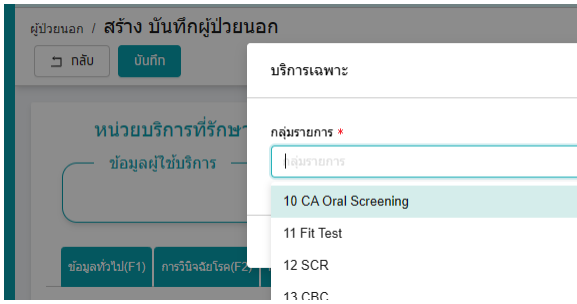 ผู้ป่วยนอก / สร้าง บันทึกผู้ป่วยนอก
กลับ บันทึก
บริการเฉพาะ
หน่วยบริการที่รักษา
กลุ่มรายการ *
ข้อมูลผู้ใช้บริการ
กลุ่มรายการ
10 CA Oral Screening
11 Fit Test
ข้อมูลทั่วไป(F1) การวินิจฉัยโรค(F2)
12 SCR
13 CBC